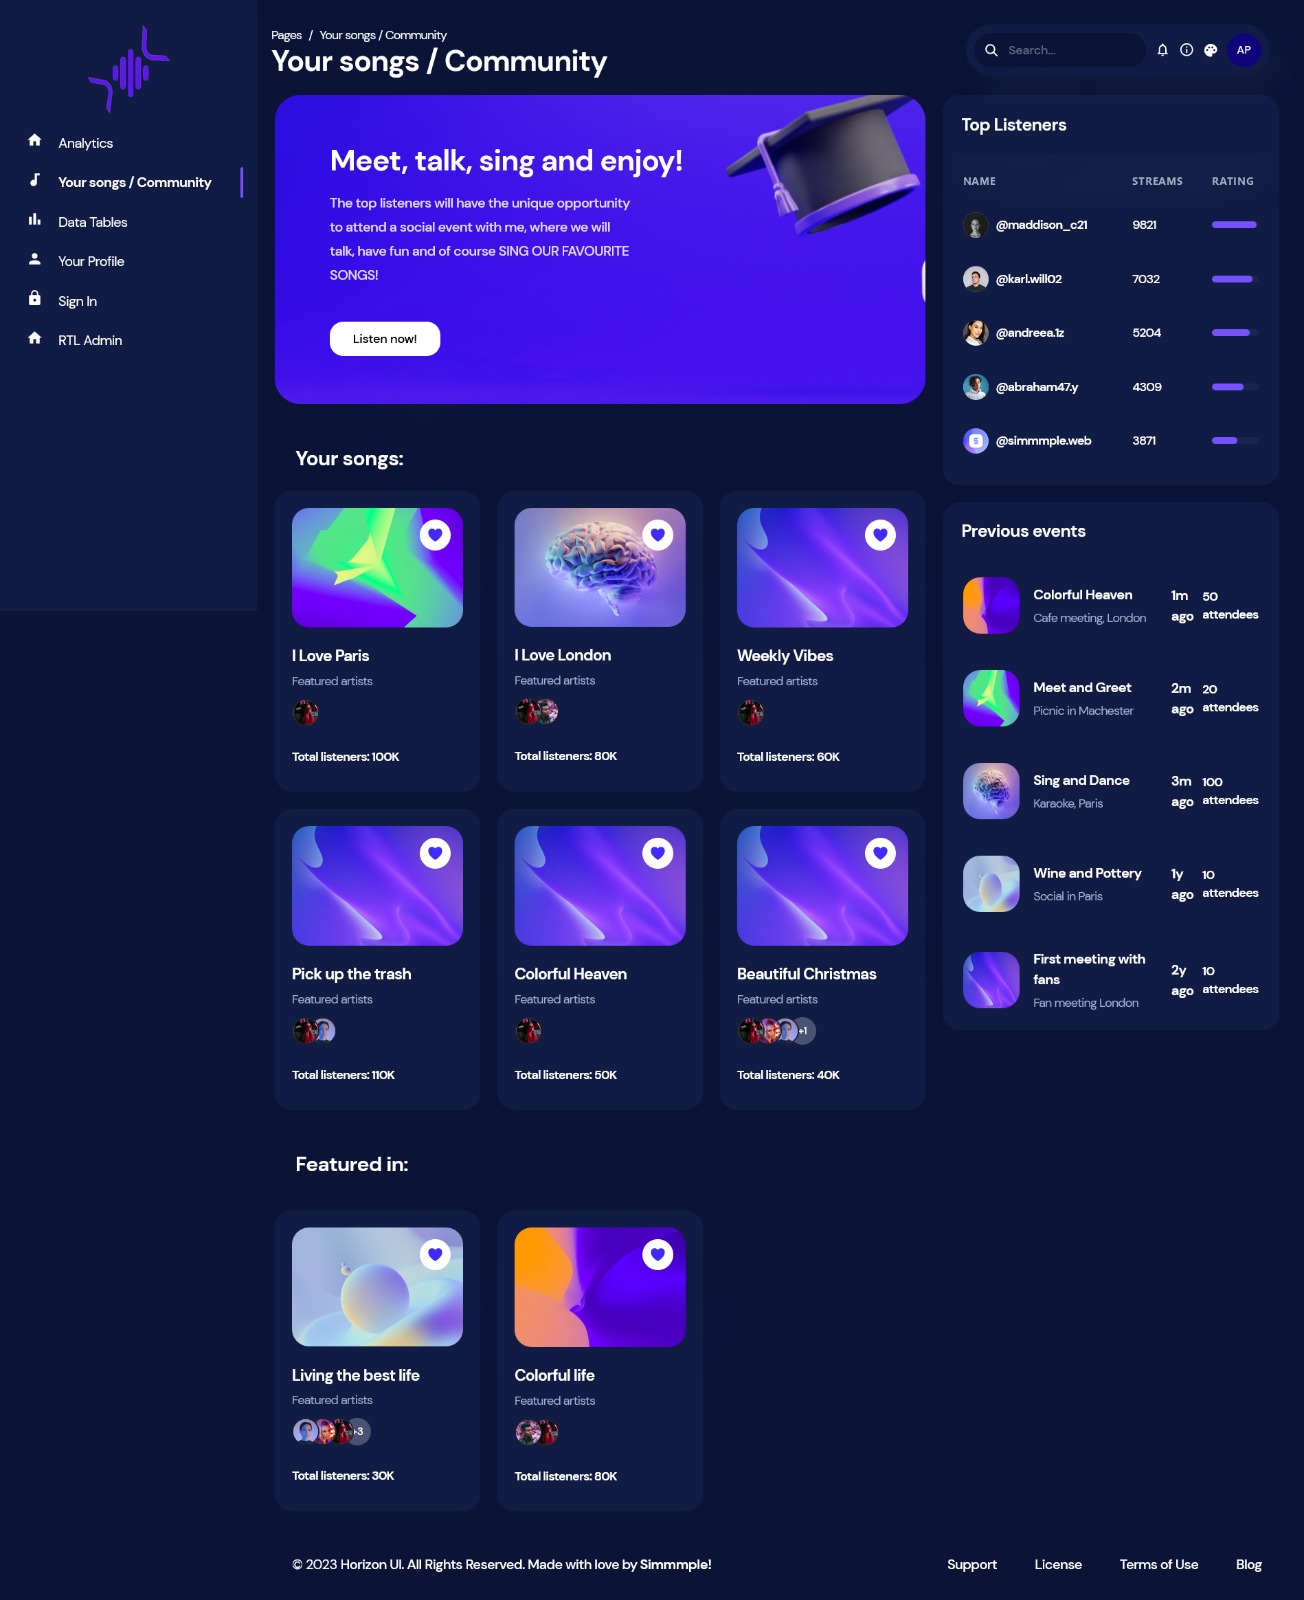 Analytics
Your songs / Community
Data Tables
Your Profile
Sign In
RTL Admin
Pages / Your songs / Community
Your songs / Community
Search...
AP
Meet, talk, sing and enjoy!
The top listeners will have the unique opportunity
to attend a social event with me, where we will
talk, have fun and of course SING OUR FAVOURITE
SONGS!
Listen now!
Top Listeners
NAME STREAMS RATING
@maddison_c21 9821
@karl.will02 7032
@andreea.1z 5204
@abraham47.y 4309
@simmmple.web 3871
Your songs:
I Love Paris
Featured artists
Total listeners: 100K
I Love London
Featured artists
Total listeners: 80K
Weekly Vibes
Featured artists
Total listeners: 60K
Pick up the trash
Featured artists
Total listeners: 110K
Colorful Heaven
Featured artists
Total listeners: 50K
Beautiful Christmas
Featured artists
+1
Total listeners: 40K
Previous events
Colorful Heaven
Cafe meeting, London
1m
ago
50
attendees
Meet and Greet
Picnic in Machester
2m
ago
20
attendees
Sing and Dance
Karaoke, Paris
3m
ago
100
attendees
Wine and Pottery
Social in Paris
1y
ago
10
attendees
First meeting with
fans
Fan meeting London
2y
ago
10
attendees
Featured in:
Living the best life
Featured artists
+3
Total listeners: 30K
Colorful life
Featured artists
Total listeners: 80K
© 2023 Horizon UI. All Rights Reserved. Made with love by Simmmple!
Support License Terms of Use Blog